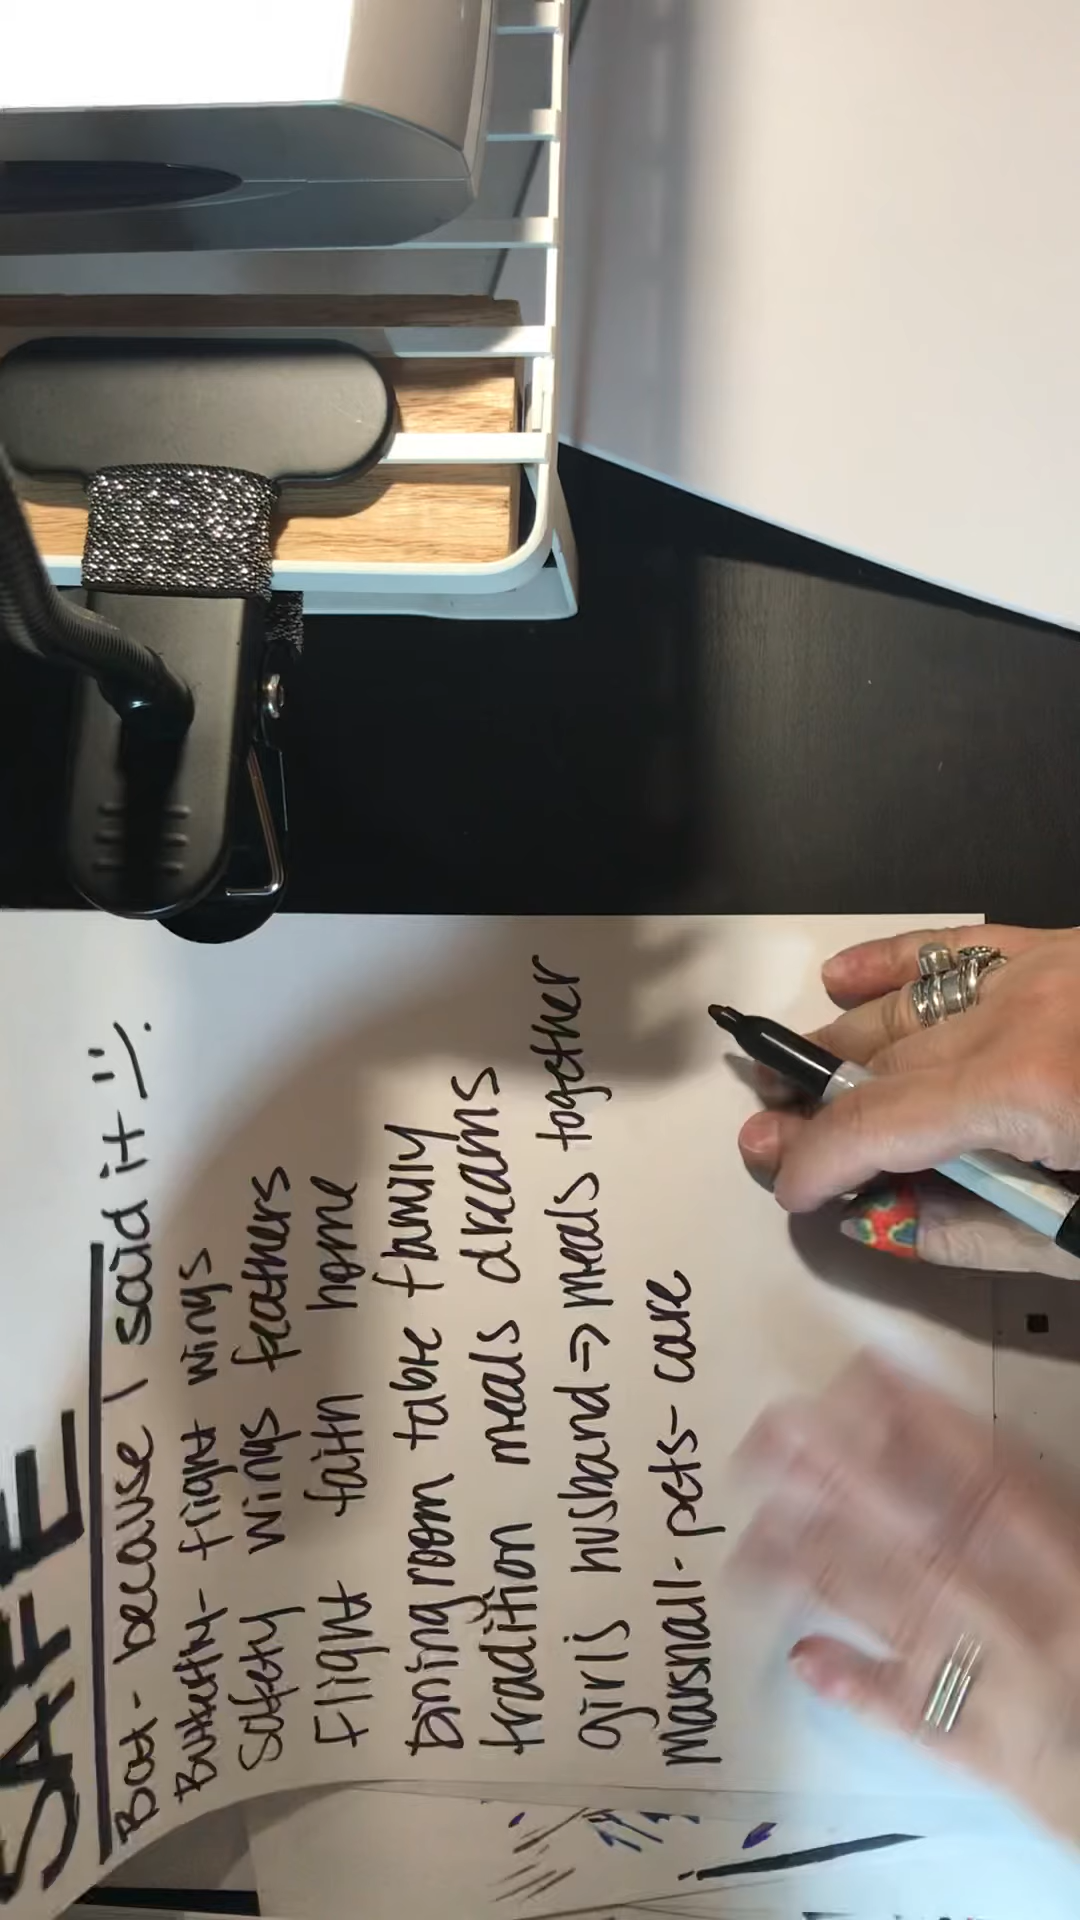 SAFE
Bat - because I said it :)
Butterfly - flight wings
Safety wings feathers
Flight faith home
Dining room table family
tradition meals dreams
girls husband => meals together
Marshall - pets - care